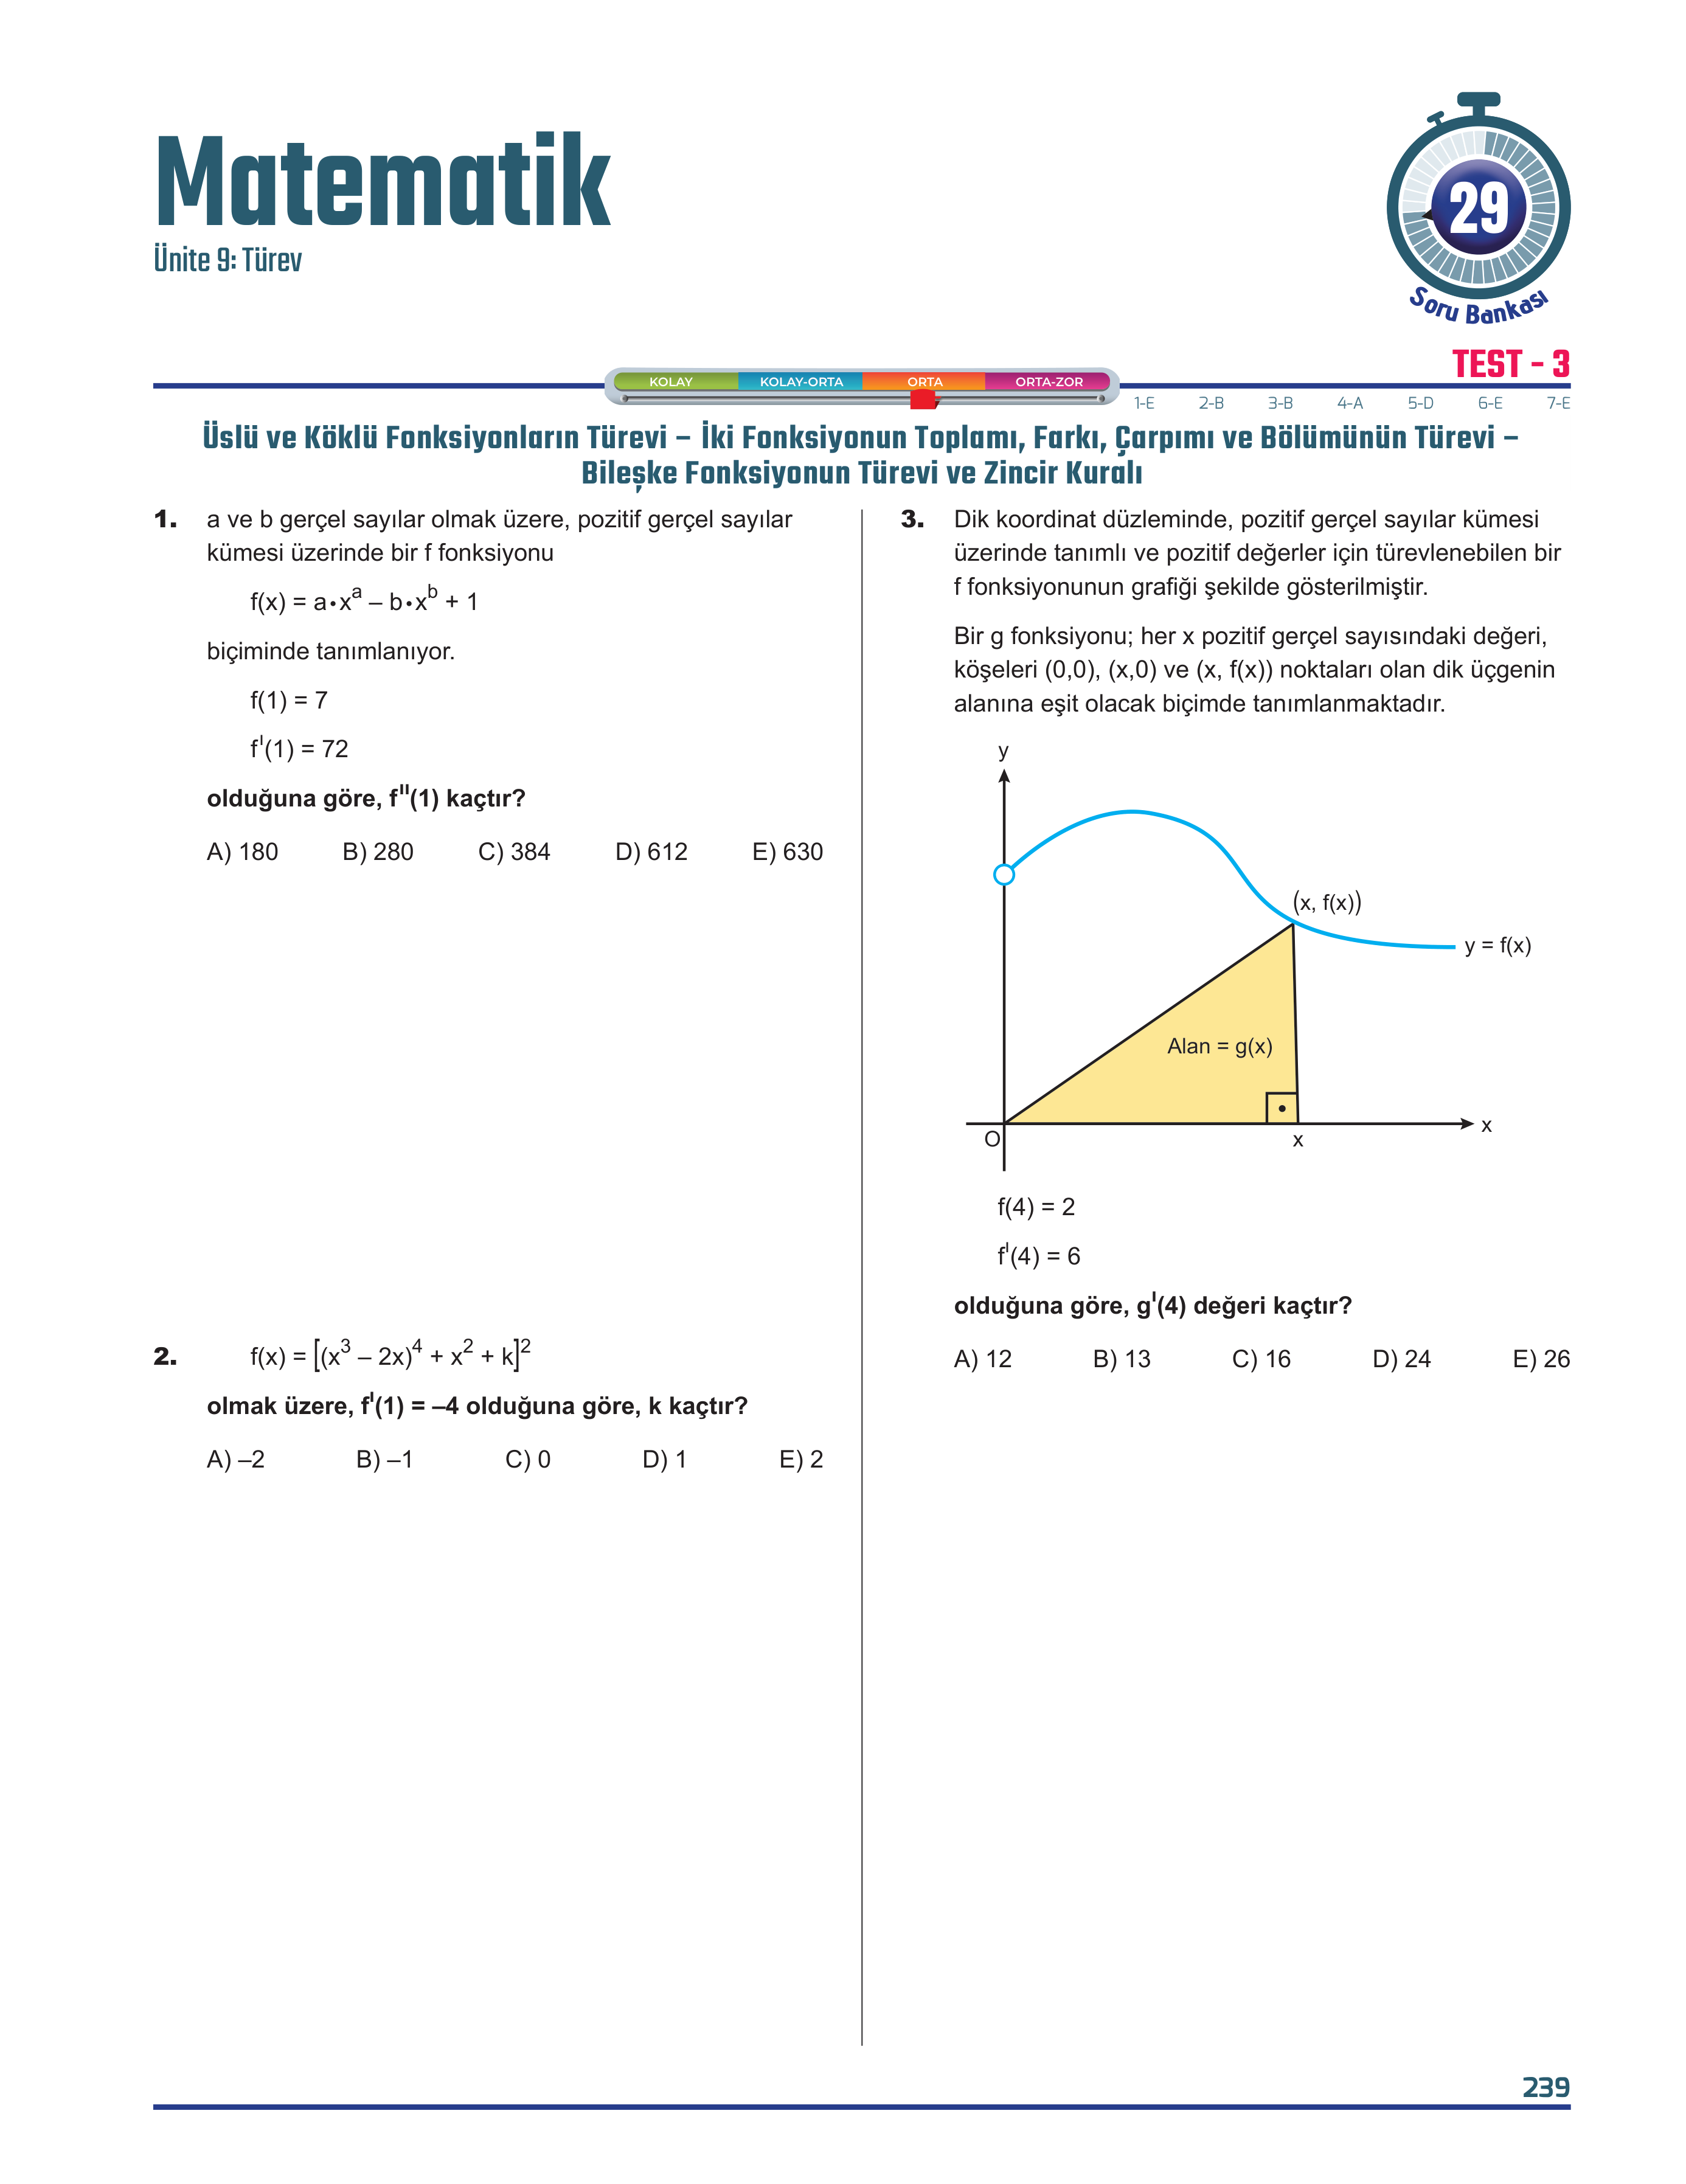 Matematik
Ünite 9: Türev
29
Soru Bankası
TEST - 3
KOLAY KOLAY-ORTA ORTA ORTA-ZOR
1-E 2-B 3-B 4-A 5-D 6-E 7-E
Üslü ve Köklü Fonksiyonların Türevi – İki Fonksiyonun Toplamı, Farkı, Çarpımı ve Bölümünün Türevi –
Bileşke Fonksiyonun Türevi ve Zincir Kuralı
1. a ve b gerçel sayılar olmak üzere, pozitif gerçel sayılar
kümesi üzerinde bir f fonksiyonu
f(x) = a•x^a – b•x^b + 1
biçiminde tanımlanıyor.
f(1) = 7
f'(1) = 72
olduğuna göre, f''(1) kaçtır?
A) 180 B) 280 C) 384 D) 612 E) 630
2. f(x) = [(x³ – 2x)⁴ + x² + k]²
olmak üzere, f'(1) = –4 olduğuna göre, k kaçtır?
A) –2 B) –1 C) 0 D) 1 E) 2
3. Dik koordinat düzleminde, pozitif gerçel sayılar kümesi
üzerinde tanımlı ve pozitif değerler için türevlenebilen bir
f fonksiyonunun grafiği şekilde gösterilmiştir.
Bir g fonksiyonu; her x pozitif gerçel sayısındaki değeri,
köşeleri (0,0), (x,0) ve (x, f(x)) noktaları olan dik üçgenin
alanına eşit olacak biçimde tanımlanmaktadır.
y
(x, f(x))
y = f(x)
Alan = g(x)
x
O x
f(4) = 2
f'(4) = 6
olduğuna göre, g'(4) değeri kaçtır?
A) 12 B) 13 C) 16 D) 24 E) 26
239